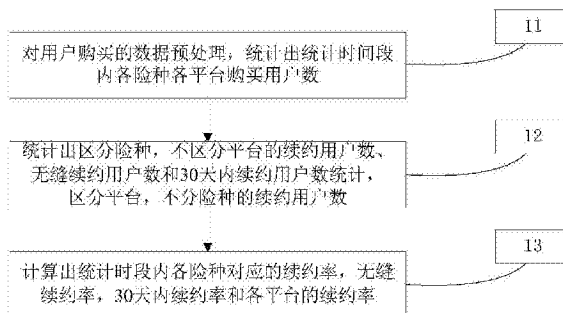 对用户购买的数据预处理，统计出统计时间段
内各险种各平台购买用户数
11
统计出区分险种，不区分平台的续约用户数、
无缝续约用户数和30天内续约用户数统计，
区分平台，不分险种的续约用户数
12
计算出统计时段内各险种对应的续约率，无缝
续约率，30天内续约率和各平台的续约率
13